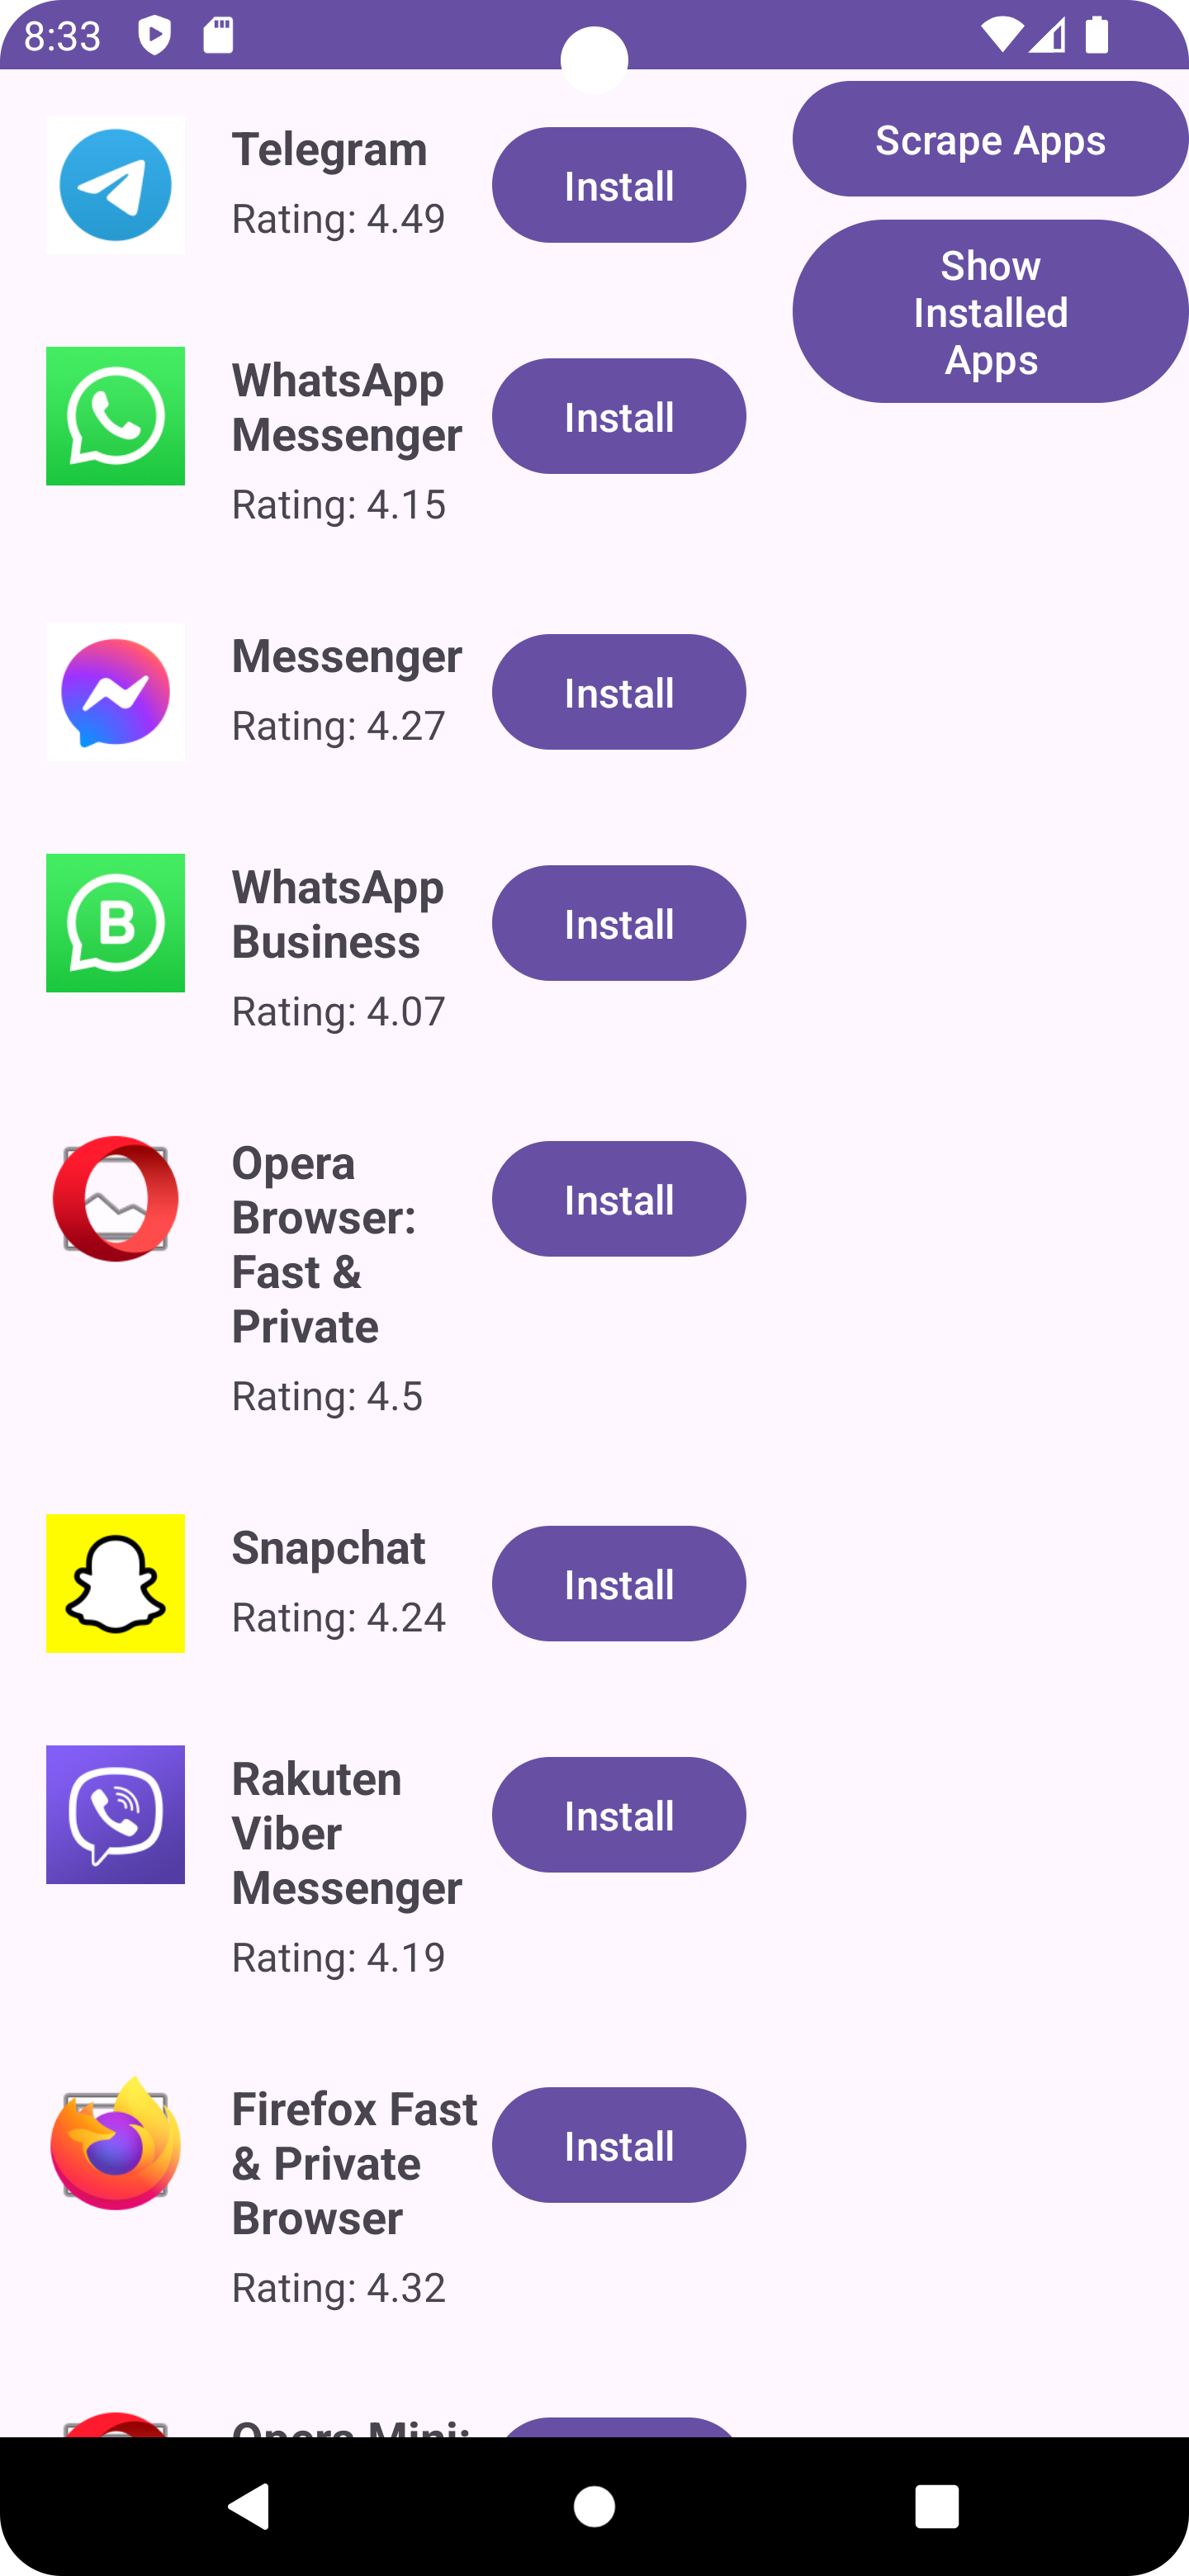 8:33
Telegram
Rating: 4.49
Install
Scrape Apps
Show
Installed
Apps
WhatsApp
Messenger
Rating: 4.15
Install
Messenger
Rating: 4.27
Install
WhatsApp
Business
Rating: 4.07
Install
B
Opera
Browser:
Fast &
Private
Rating: 4.5
Install
Snapchat
Rating: 4.24
Install
Rakuten
Viber
Messenger
Rating: 4.19
Install
Firefox Fast
& Private
Browser
Rating: 4.32
Install
Opera Mini: